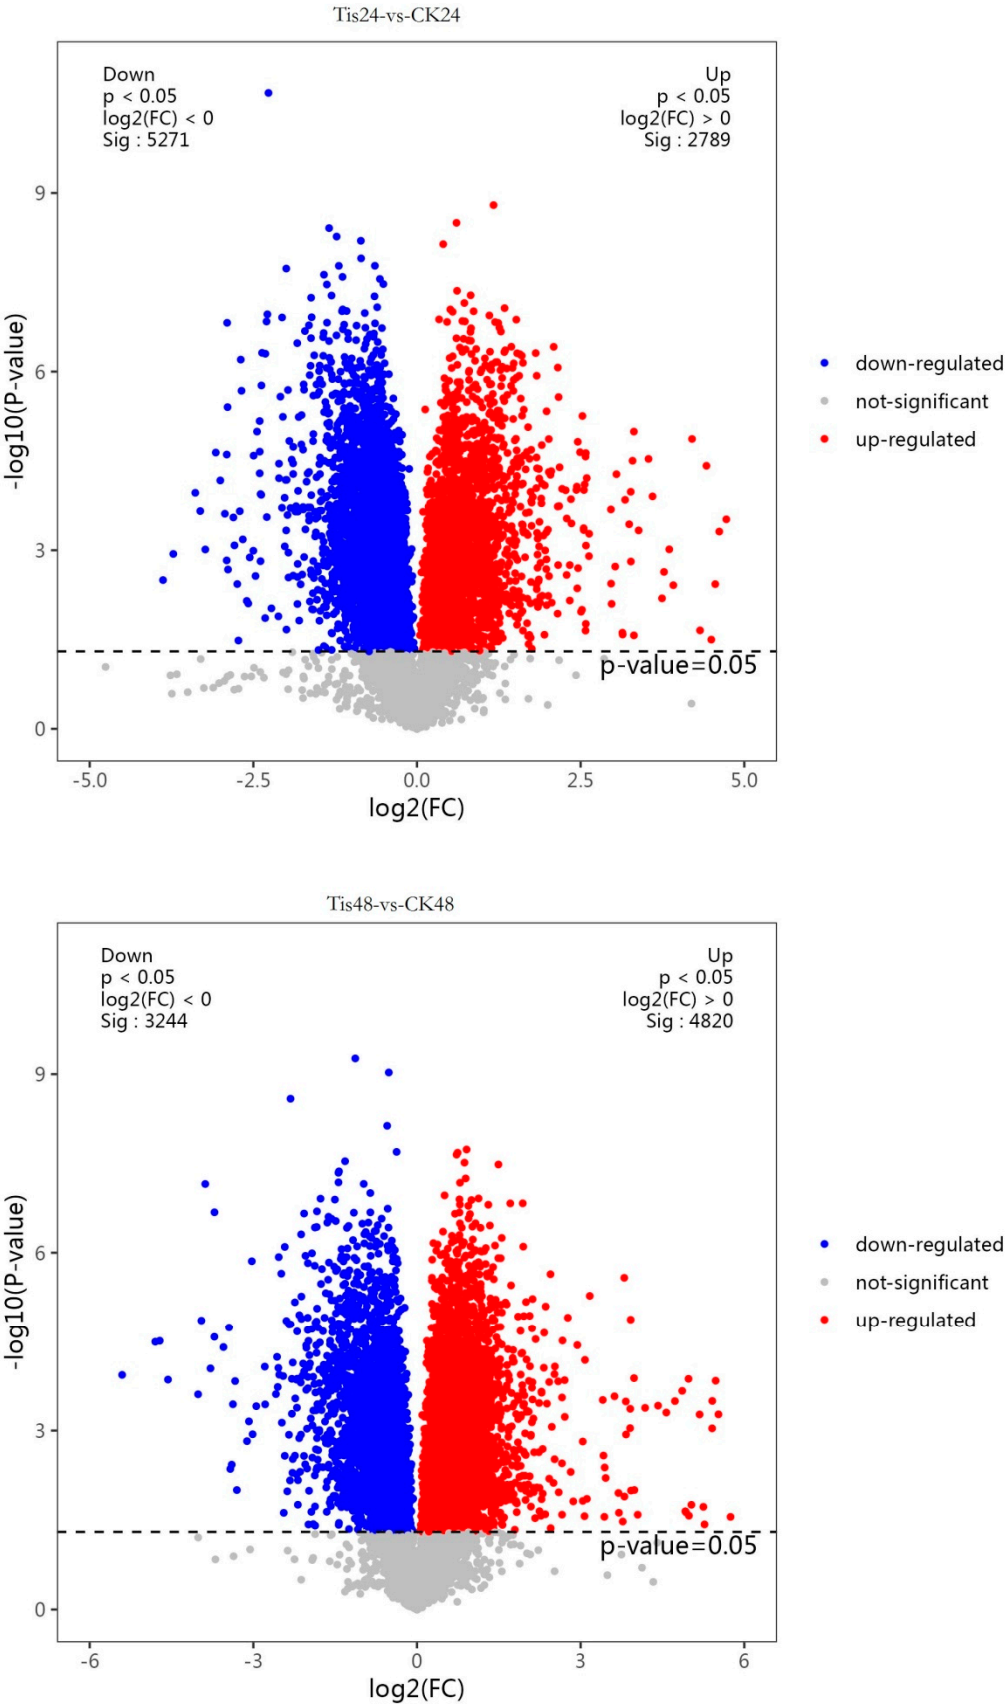 Tis24-vs-CK24
Down
p < 0.05
log2(FC) < 0
Sig : 5271
Up
p < 0.05
log2(FC) > 0
Sig : 2789
9
6
3
0
-log10(P-value)
p-value=0.05
-5.0 -2.5 0.0 2.5 5.0
log2(FC)
down-regulated
not-significant
up-regulated
Tis48-vs-CK48
Down
p < 0.05
log2(FC) < 0
Sig : 3244
Up
p < 0.05
log2(FC) > 0
Sig : 4820
9
6
3
0
-log10(P-value)
p-value=0.05
-6 -3 0 3 6
log2(FC)
down-regulated
not-significant
up-regulated